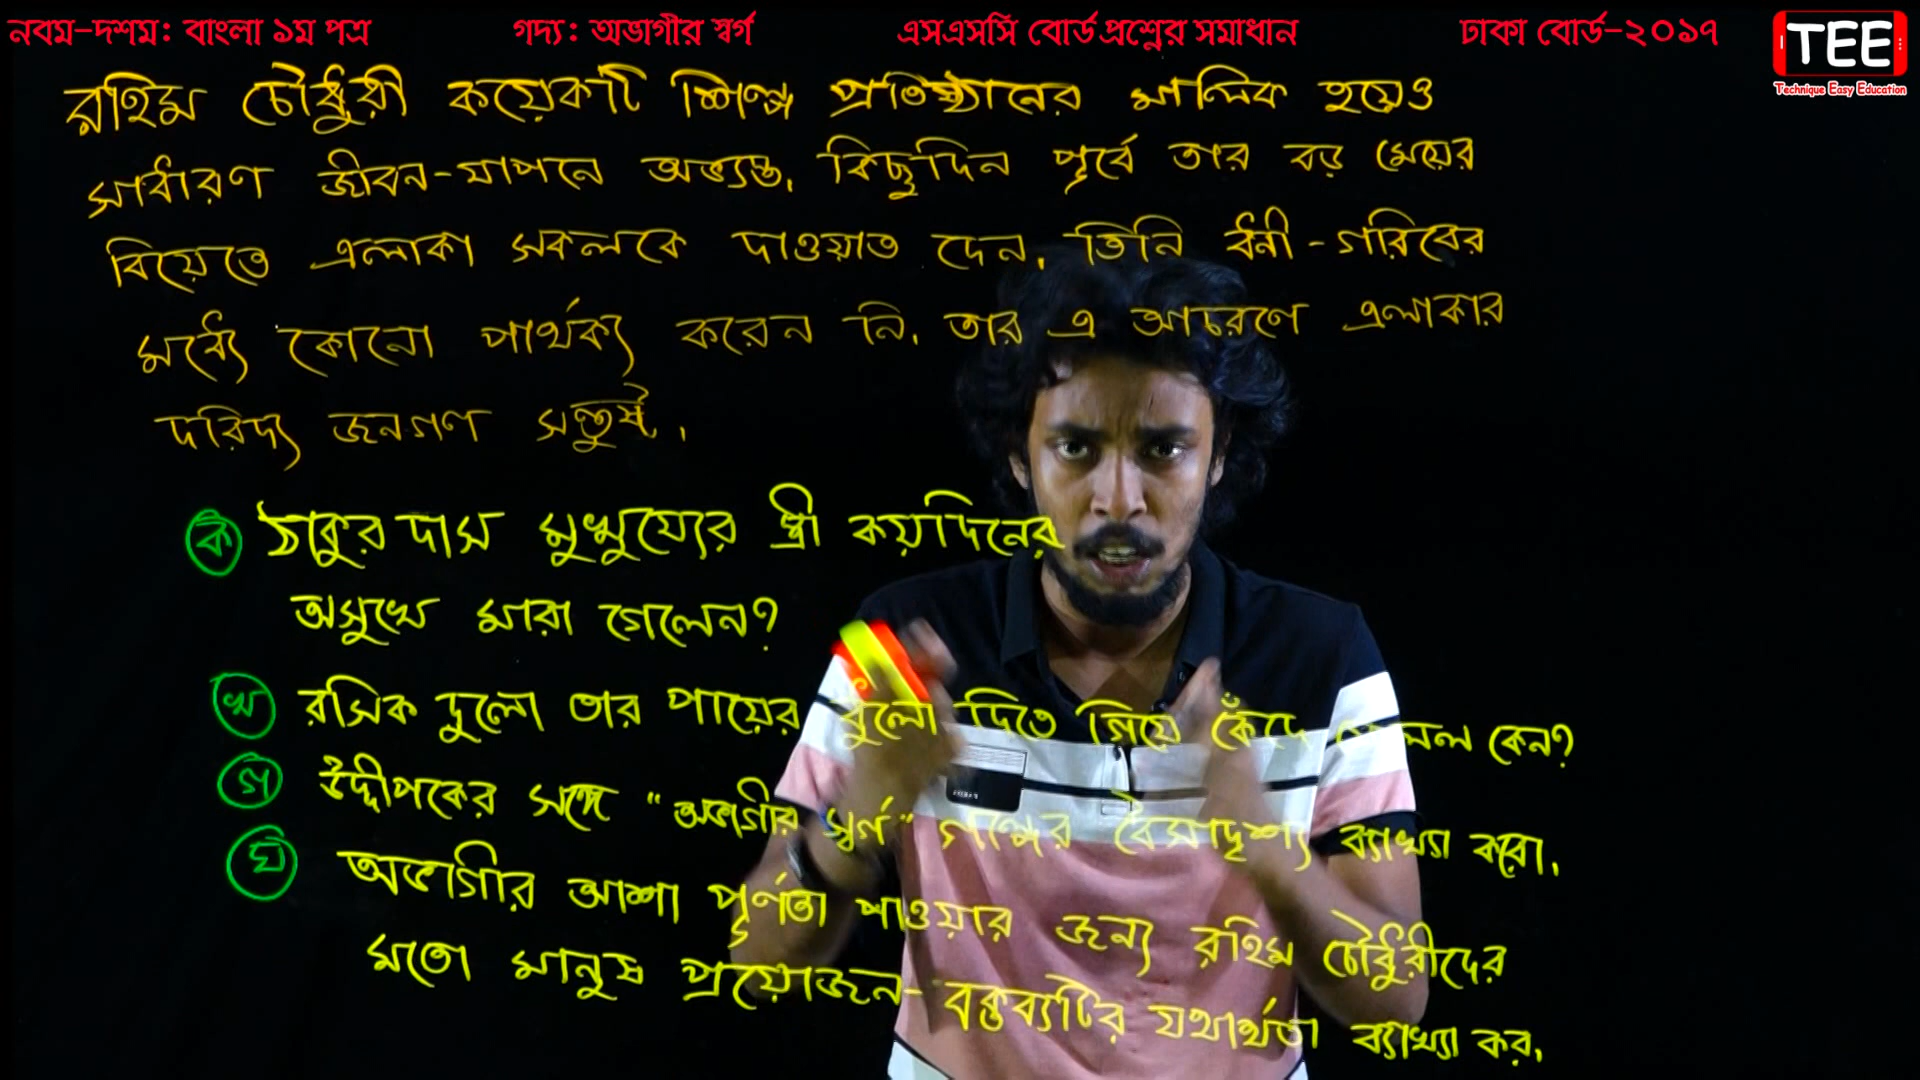 নবম-দশম: বাংলা ১ম পত্র গদ্য: অভাগীর স্বর্গ এসএসসি বোর্ড প্রশ্নের সমাধান ঢাকা বোর্ড-২০১৭
TEE
Technique Easy Education
রহিম চৌধুরী কয়েকটি শিল্প প্রতিষ্ঠানের মালিক হয়েও
সাধারণ জীবন-যাপনে অভ্যস্ত। কিছুদিন পূর্বে তার বড় মেয়ের
বিয়েতে এলাকা সকলকে দাওয়াত দেন। তিনি ধনী-গরিবের
মধ্যে কোনো পার্থক্য করেন নি। তার এ আচরণে এলাকার
দরিদ্র্য জনগণ সন্তুষ্ট।
ক ঠাকুরদাস মুখুয্যের স্ত্রী কয়দিনের
অসুখে মারা গেলেন?
খ রসিক দুলো তার পায়ের ধুলো দিতে গিয়ে কেঁদে কেন?
গ উদ্দীপকের সঙ্গে "অভাগীর স্বর্গ" গল্পের বৈসাদৃশ্য ব্যাখ্যা করো।
ঘ অভাগীর আশা পূর্ণতা পাওয়ার জন্য রহিম চৌধুরীদের
মতো মানুষ প্রয়োজন- বক্তব্যটির যথার্থতা ব্যাখ্যা কর।